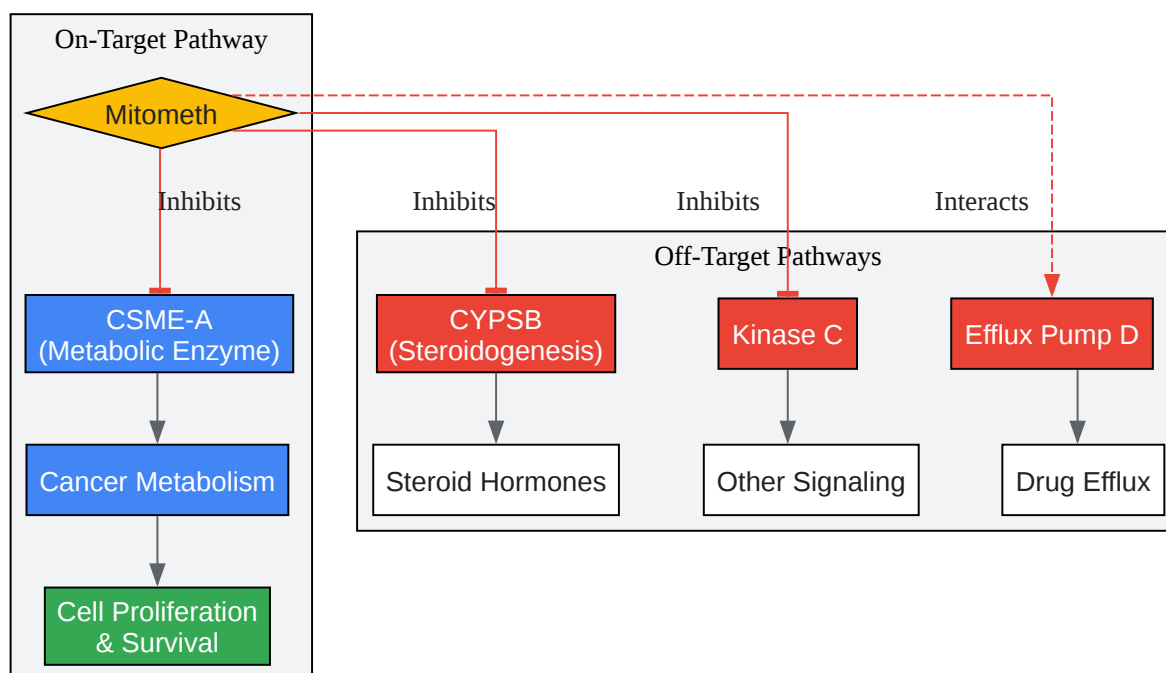 On-Target Pathway
Mitometh
Inhibits
Inhibits
Inhibits
Interacts
Off-Target Pathways
CSME-A
(Metabolic Enzyme)
CYPSB
(Steroidogenesis)
Kinase C
Efflux Pump D
Cancer Metabolism
Steroid Hormones
Other Signaling
Drug Efflux
Cell Proliferation
& Survival